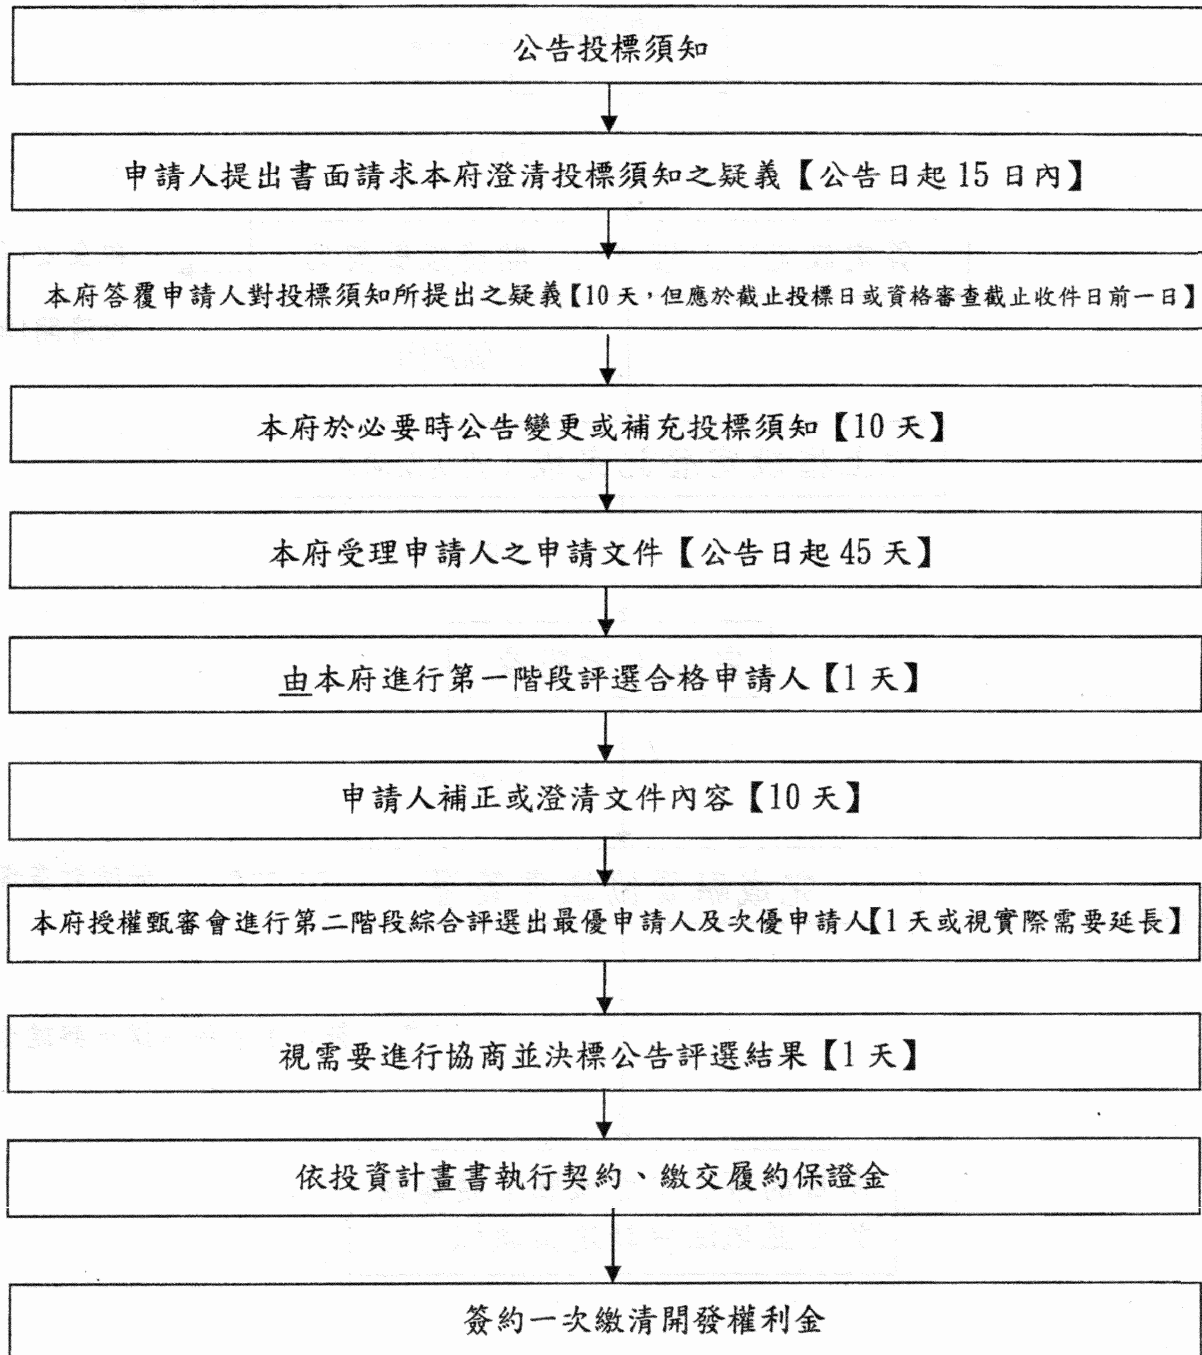 公告投標須知
申請人提出書面請求本府澄清投標須知之疑義【公告日起 15 日內】
本府答覆申請人對投標須知所提出之疑義【10 天,但應於截止投標日或資格審查截止收件日前一日】
本府於必要時公告變更或補充投標須知【10 天】
本府受理申請人之申請文件【公告日起 45 天】
由本府進行第一階段評選合格申請人【1 天】
申請人補正或澄清文件內容【10 天】
本府授權甄審會進行第二階段綜合評選出最優申請人及次優申請人【1 天或視實際需要延長】
視需要進行協商並決標公告評選結果【1 天】
依投資計畫書執行契約、繳交履約保證金
簽約一次繳清開發權利金